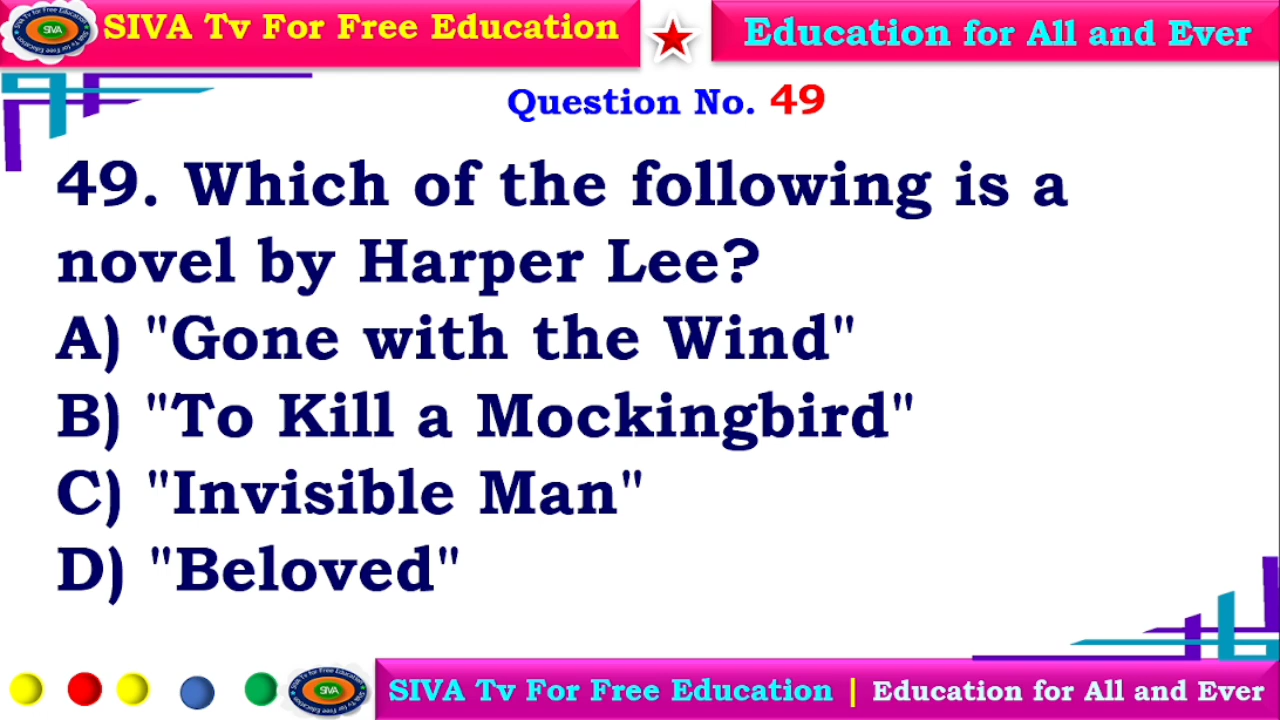 SIVA Tv For Free Education
Education for All and Ever
Question No. 49
49. Which of the following is a
novel by Harper Lee?
A) "Gone with the Wind"
B) "To Kill a Mockingbird"
C) "Invisible Man"
D) "Beloved"
SIVA
SIVA Tv For Free Education | Education for All and Ever